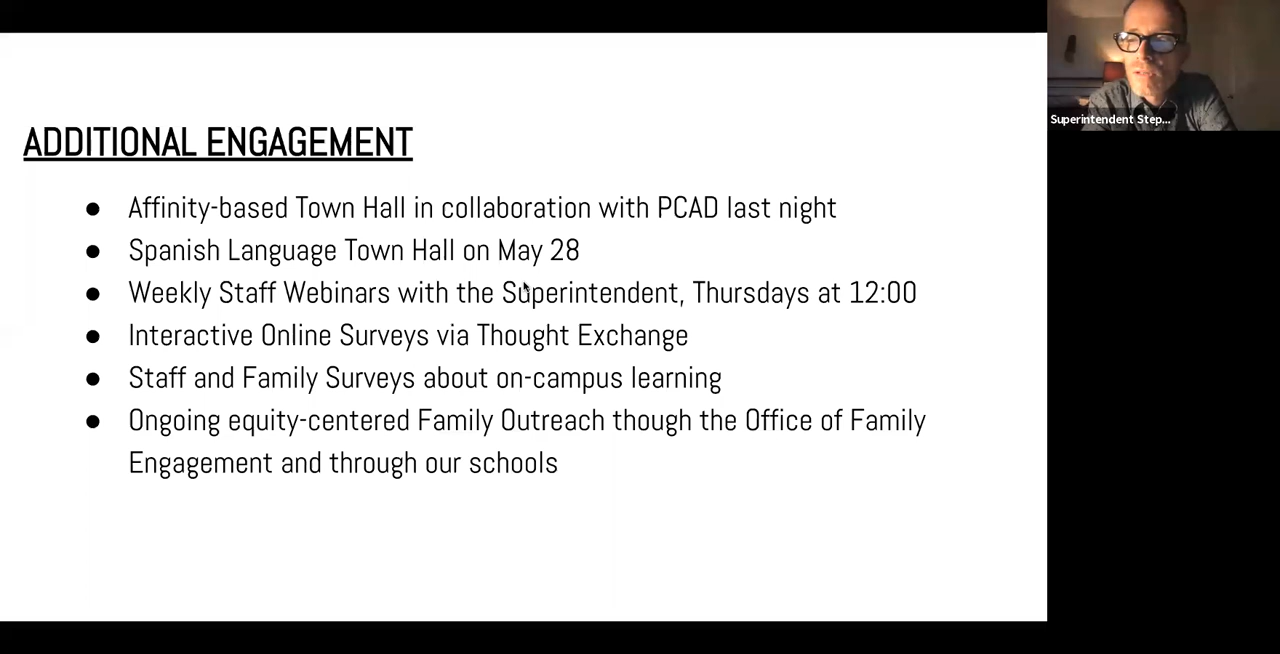 Superintendent Step...
ADDITIONAL ENGAGEMENT
● Affinity-based Town Hall in collaboration with PCAD last night
● Spanish Language Town Hall on May 28
● Weekly Staff Webinars with the Superintendent, Thursdays at 12:00
● Interactive Online Surveys via Thought Exchange
● Staff and Family Surveys about on-campus learning
● Ongoing equity-centered Family Outreach though the Office of Family
Engagement and through our schools